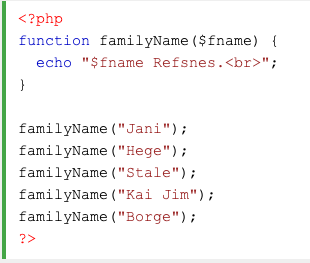 <?php
function familyName($fname) {
  echo "$fname Refsnes.<br>";
}

familyName("Jani");
familyName("Hege");
familyName("Stale");
familyName("Kai Jim");
familyName("Borge");
?>